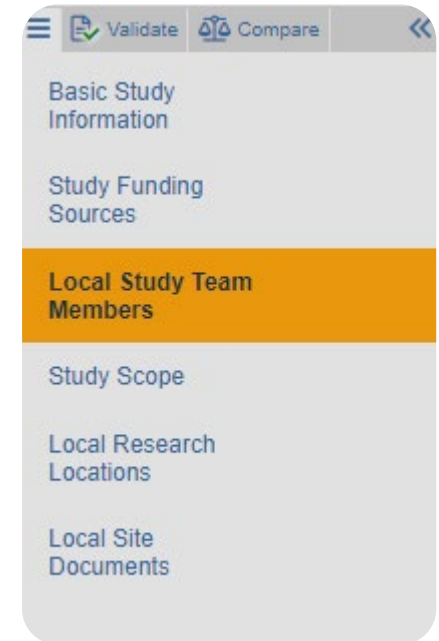 Validate Compare
Basic Study
Information
Study Funding
Sources
Local Study Team
Members
Study Scope
Local Research
Locations
Local Site
Documents